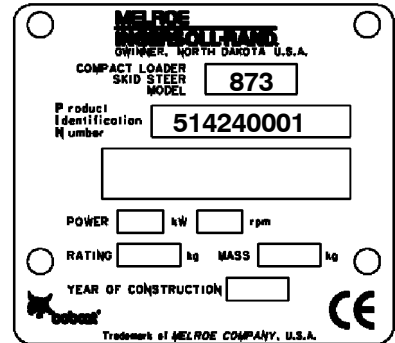 MELROE
INGERSOLL-RAND
GWINNER, NORTH DAKOTA U.S.A.
COMPACT LOADER
SKID STEER
MODEL
873
Product
Identification
Number
514240001
POWER kW rpm
RATING kg MASS kg
YEAR OF CONSTRUCTION
bobcat
CE
Trademark of MELROE COMPANY, U.S.A.